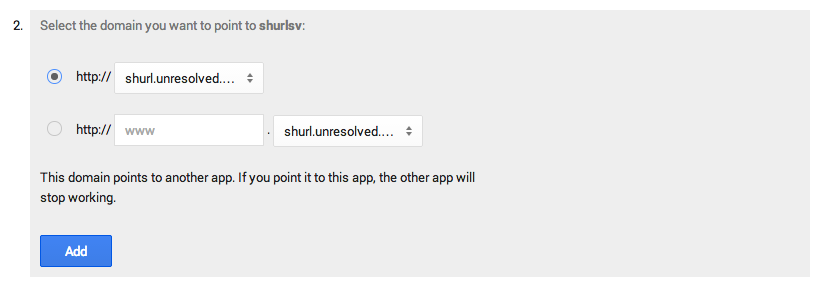 2. Select the domain you want to point to shurlsv:
http:// shurl.unresolved....
http:// www . shurl.unresolved....
This domain points to another app. If you point it to this app, the other app will
stop working.
Add